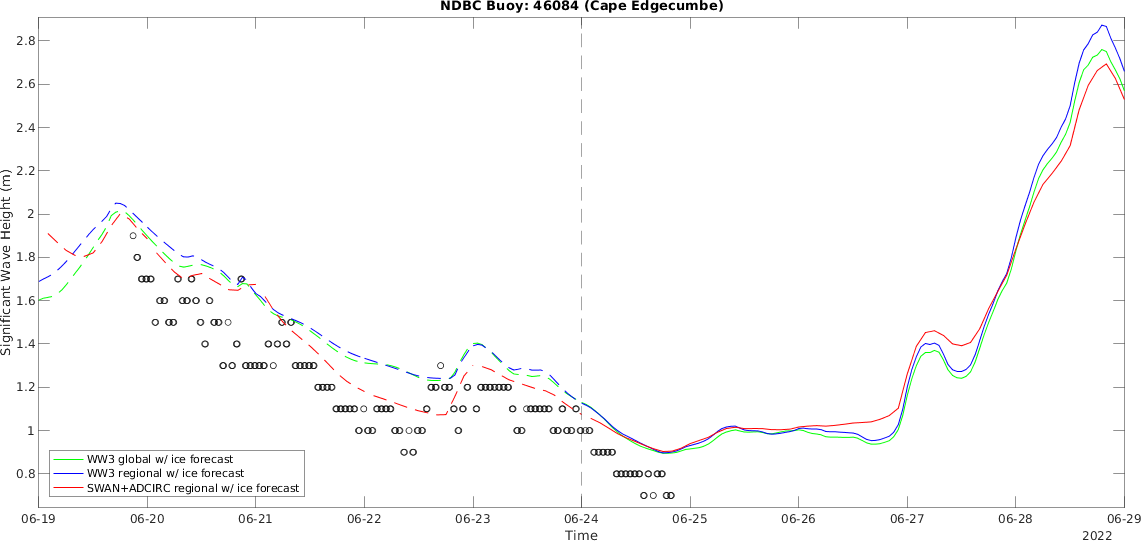 NDBC Buoy: 46084 (Cape Edgecumbe)
Significant Wave Height (m)
2.8
2.6
2.4
2.2
2
1.8
1.6
1.4
1.2
1
0.8
WW3 global w/ ice forecast
WW3 regional w/ ice forecast
SWAN+ADCIRC regional w/ ice forecast
06-19 06-20 06-21 06-22 06-23 06-24 06-25 06-26 06-27 06-28 06-29
Time
2022